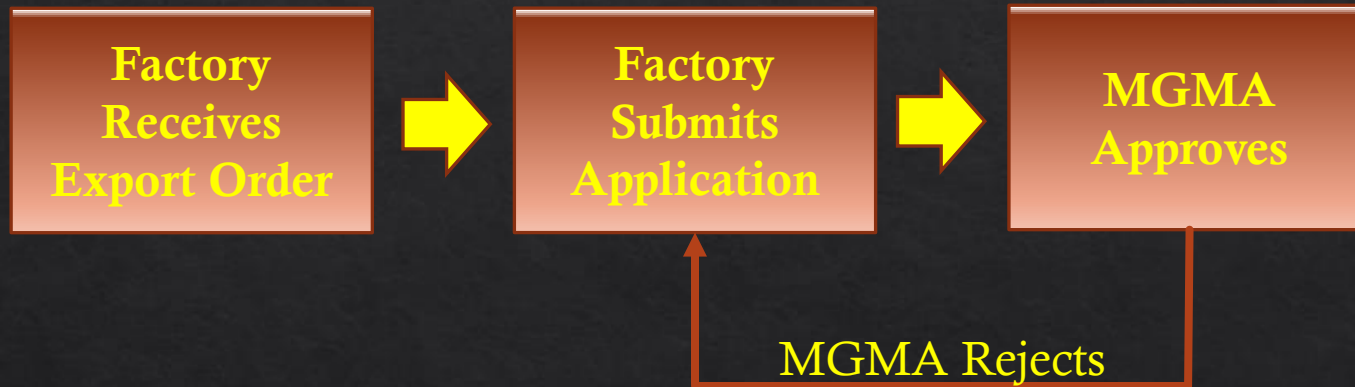 Factory
Receives
Export Order
Factory
Submits
Application
MGMA
Approves
MGMA Rejects